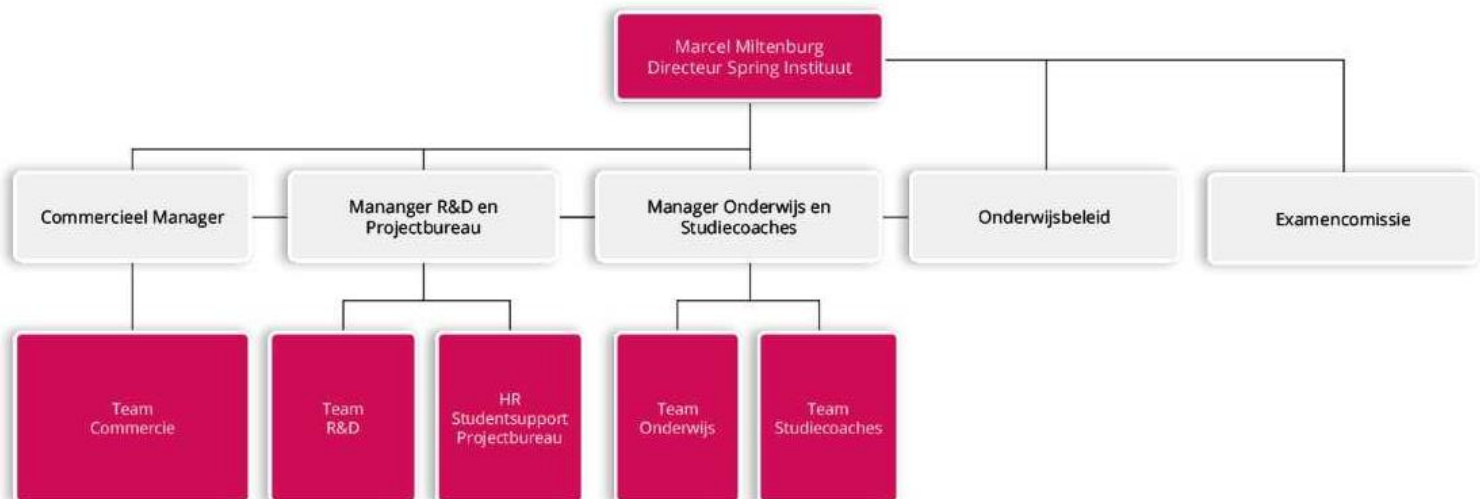 Marcel Miltenburg
Directeur Spring Instituut
Commercieel Manager
Mananger R&D en
Projectbureau
Manager Onderwijs en
Studiecoaches
Onderwijsbeleid
Examencomissie
Team
Commercie
Team
R&D
HR
Studentsupport
Projectbureau
Team
Onderwijs
Team
Studiecoaches